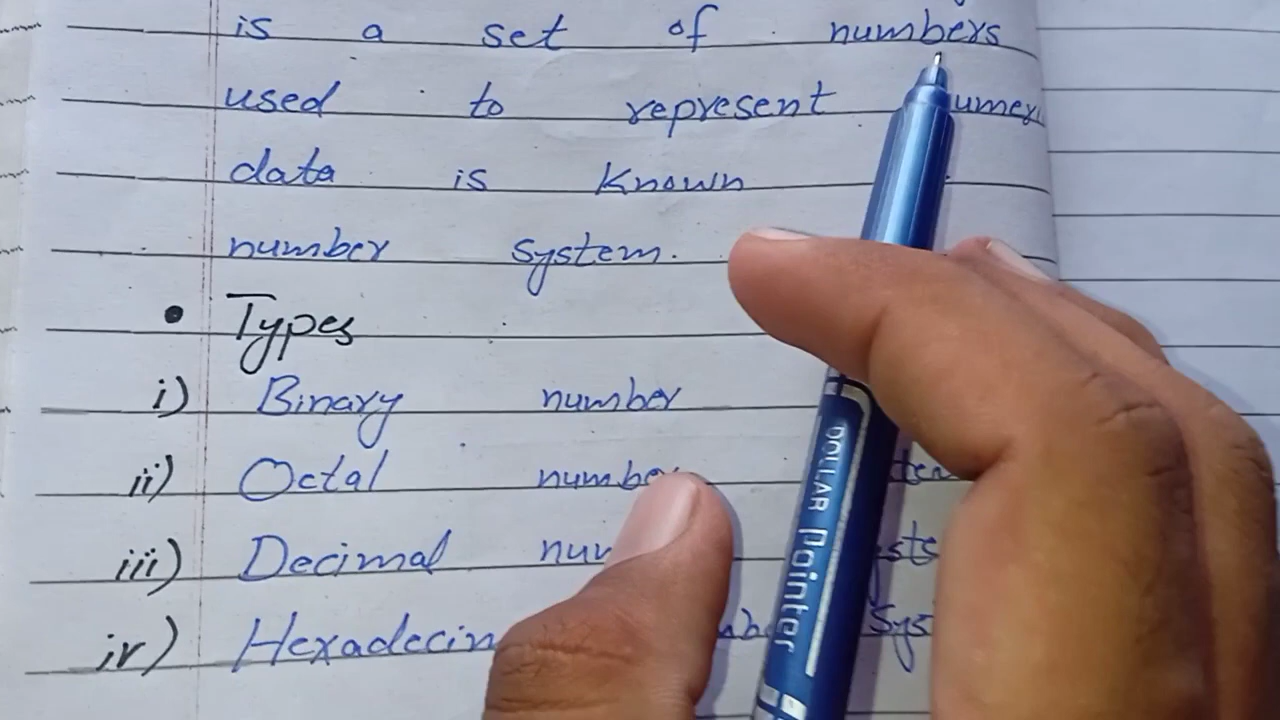 is a set of numbers
used to represent
data is known
number system.
• Types
i) Binary number
ii) Octal
iii) Decimal
iv)
DOLLAR Pointer